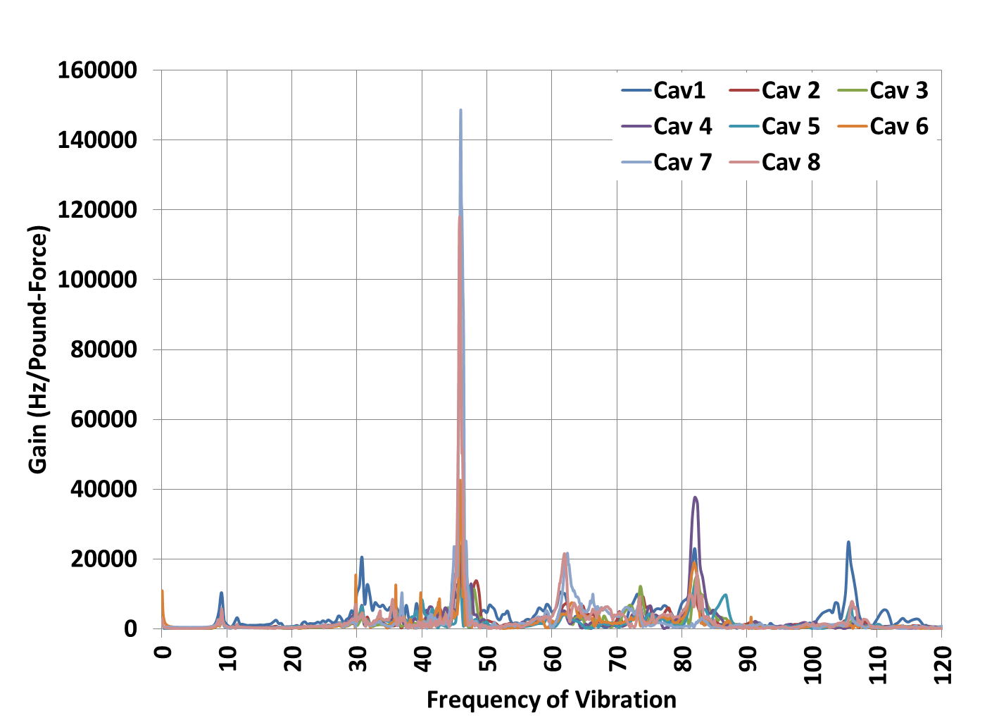 160000
140000
120000
100000
80000
60000
40000
20000
0
Gain (Hz/Pound-Force)
Cav1 Cav 2 Cav 3
Cav 4 Cav 5 Cav 6
Cav 7 Cav 8
0 10 20 30 40 50 60 70 80 90 100 110 120
Frequency of Vibration